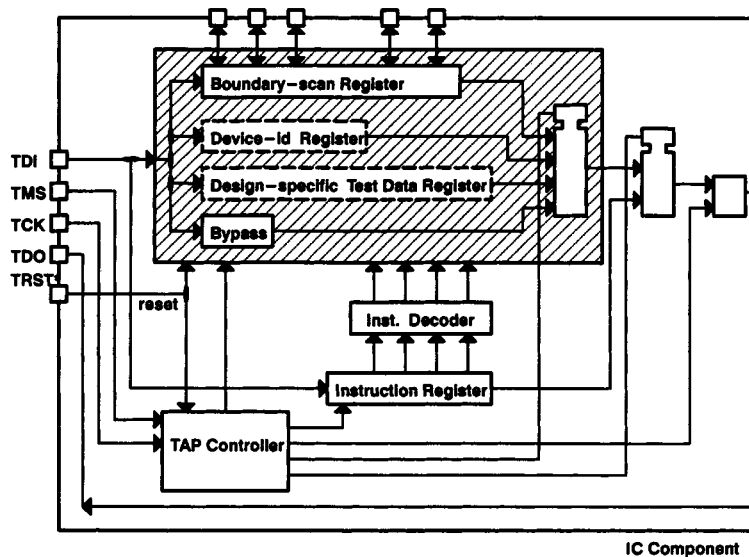 Boundary-scan Register
Device-id Register
Design-specific Test Data Register
Bypass
TDI
TMS
TCK
TDO
TRST*
reset
Inst. Decoder
Instruction Register
TAP Controller
IC Component